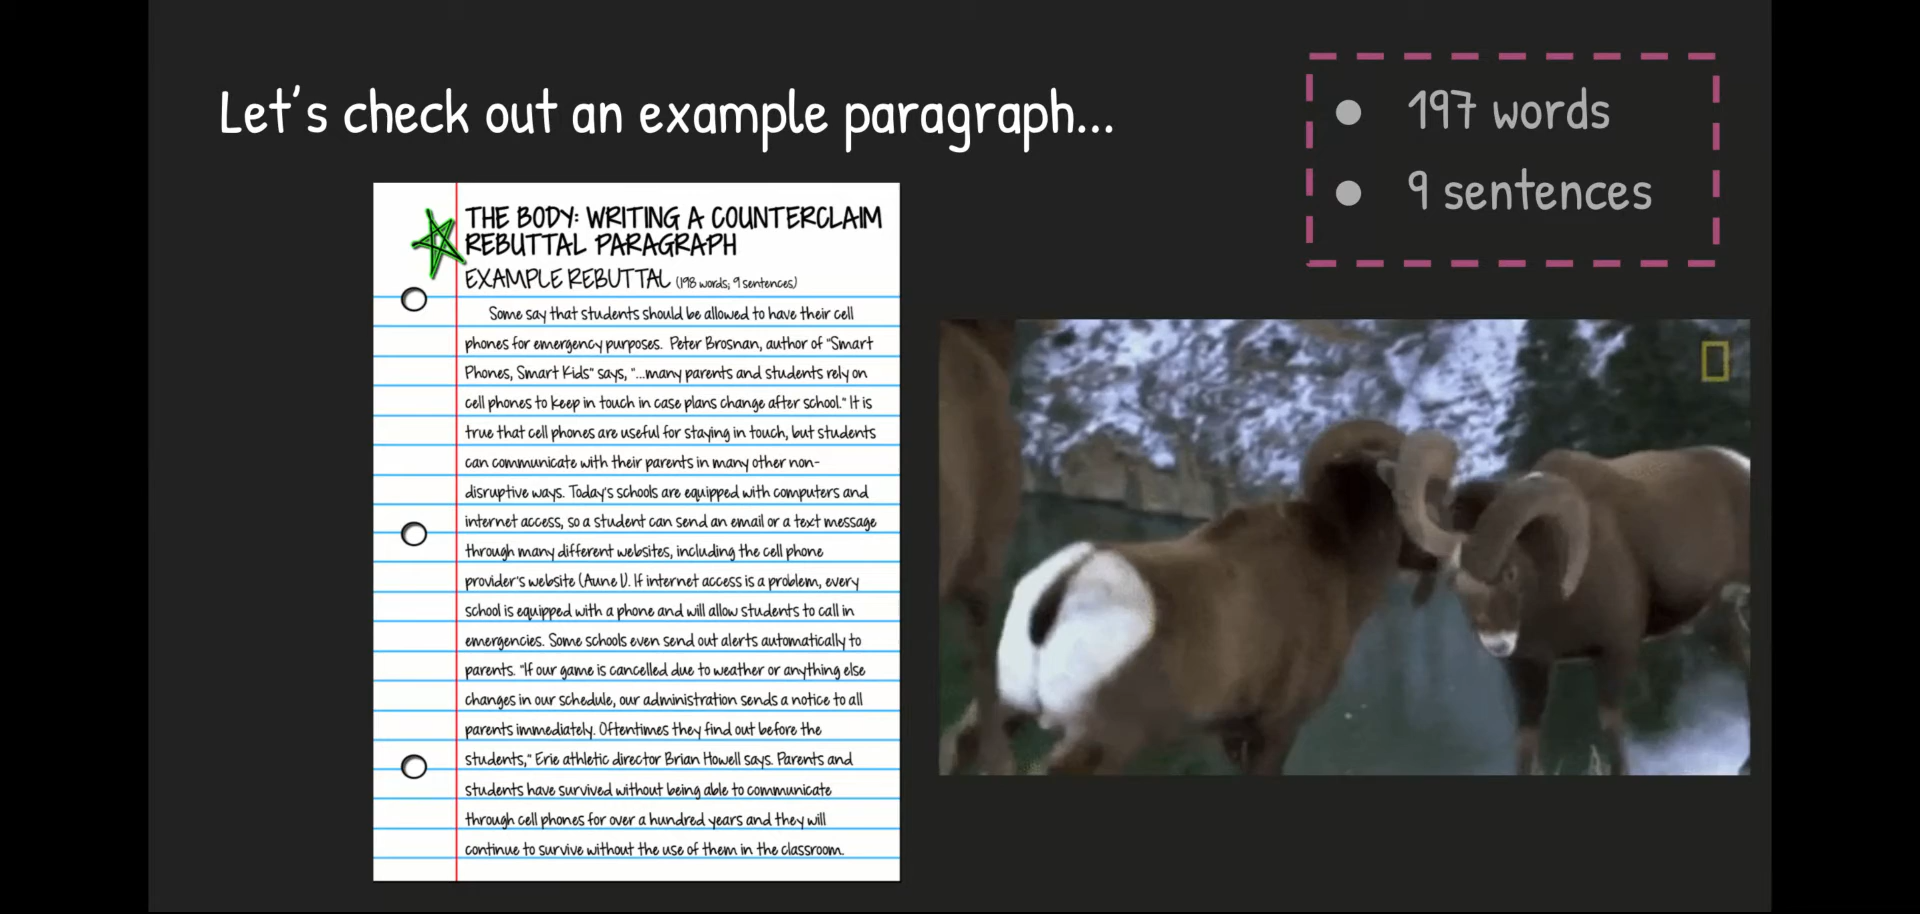 Let's check out an example paragraph...
● 197 words
● 9 sentences
THE BODY: WRITING A COUNTERCLAIM
REBUTTAL PARAGRAPH
EXAMPLE REBUTTAL (198 words; 9 sentences)
Some say that students should be allowed to have their cell
phones for emergency purposes. Peter Brosnan, author of "Smart
Phones, Smart Kids" says, "...many parents and students rely on
cell phones to keep in touch in case plans change after school." It is
true that cell phones are useful for staying in touch, but students
can communicate with their parents in many other non-
disruptive ways. Today's schools are equipped with computers and
internet access, so a student can send an email or a text message
through many different websites, including the cell phone
provider's website (Aune 1). If internet access is a problem, every
school is equipped with a phone and will allow students to call in
emergencies. Some schools even send out alerts automatically to
parents. "If our game is cancelled due to weather or anything else
changes in our schedule, our administration sends a notice to all
parents immediately. Oftentimes they find out before the
students," Erie athletic director Brian Howell says. Parents and
students have survived without being able to communicate
through cell phones for over a hundred years and they will
continue to survive without the use of them in the classroom.